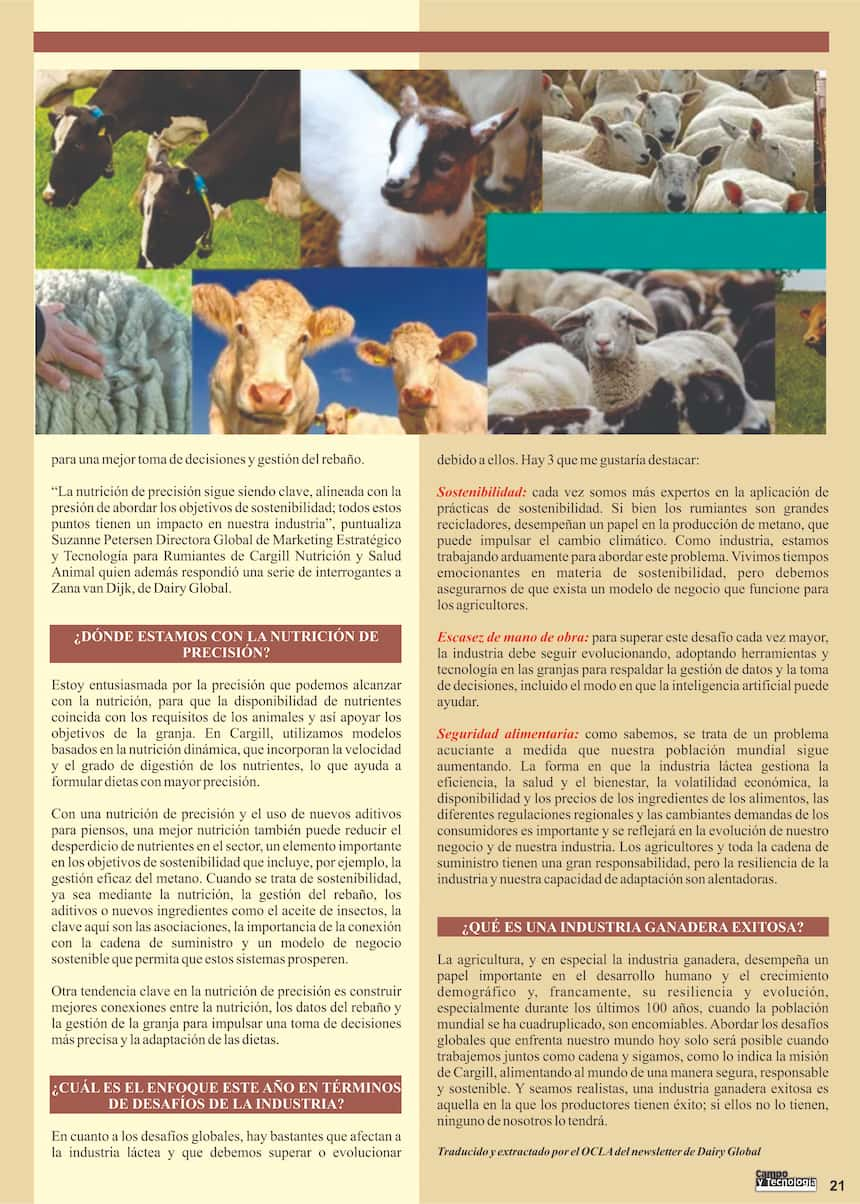 para una mejor toma de decisiones y gestión del rebaño.
“La nutrición de precisión sigue siendo clave, alineada con la
presión de abordar los objetivos de sostenibilidad; todos estos
puntos tienen un impacto en nuestra industria”, puntualiza
Suzanne Petersen Directora Global de Marketing Estratégico
y Tecnología para Rumiantes de Cargill Nutrición y Salud
Animal quien además respondió una serie de interrogantes a
Zana van Dijk, de Dairy Global.
¿DÓNDE ESTAMOS CON LA NUTRICIÓN DE
PRECISIÓN?
Estoy entusiasmada por la precisión que podemos alcanzar
con la nutrición, para que la disponibilidad de nutrientes
coincida con los requisitos de los animales y así apoyar los
objetivos de la granja. En Cargill, utilizamos modelos
basados en la nutrición dinámica, que incorporan la velocidad
y el grado de digestión de los nutrientes, lo que ayuda a
formular dietas con mayor precisión.
Con una nutrición de precisión y el uso de nuevos aditivos
para piensos, una mejor nutrición también puede reducir el
desperdicio de nutrientes en el sector, un elemento importante
en los objetivos de sostenibilidad que incluye, por ejemplo, la
gestión eficaz del metano. Cuando se trata de sostenibilidad,
ya sea mediante la nutrición, la gestión del rebaño, los
aditivos o nuevos ingredientes como el aceite de insectos, la
clave aquí son las asociaciones, la importancia de la conexión
con la cadena de suministro y un modelo de negocio
sostenible que permita que estos sistemas prosperen.
Otra tendencia clave en la nutrición de precisión es construir
mejores conexiones entre la nutrición, los datos del rebaño y
la gestión de la granja para impulsar una toma de decisiones
más precisa y la adaptación de las dietas.
¿CUÁL ES EL ENFOQUE ESTE AÑO EN TÉRMINOS
DE DESAFÍOS DE LA INDUSTRIA?
En cuanto a los desafíos globales, hay bastantes que afectan a
la industria láctea y que debemos superar o evolucionar
debido a ellos. Hay 3 que me gustaría destacar:
Sostenibilidad: cada vez somos más expertos en la aplicación de
prácticas de sostenibilidad. Si bien los rumiantes son grandes
recicladores, desempeñan un papel en la producción de metano, que
puede impulsar el cambio climático. Como industria, estamos
trabajando arduamente para abordar este problema. Vivimos tiempos
emocionantes en materia de sostenibilidad, pero debemos
asegurarnos de que exista un modelo de negocio que funcione para
los agricultores.
Escasez de mano de obra: para superar este desafío cada vez mayor,
la industria debe seguir evolucionando, adoptando herramientas y
tecnología en las granjas para respaldar la gestión de datos y la toma
de decisiones, incluido el modo en que la inteligencia artificial puede
ayudar.
Seguridad alimentaria: como sabemos, se trata de un problema
acuciante a medida que nuestra población mundial sigue
aumentando. La forma en que la industria láctea gestiona la
eficiencia, la salud y el bienestar, la volatilidad económica, la
disponibilidad y los precios de los ingredientes de los alimentos, las
diferentes regulaciones regionales y las cambiantes demandas de los
consumidores es importante y se reflejará en la evolución de nuestro
negocio y de nuestra industria. Los agricultores y toda la cadena de
suministro tienen una gran responsabilidad, pero la resiliencia de la
industria y nuestra capacidad de adaptación son alentadoras.
¿QUÉ ES UNA INDUSTRIA GANADERA EXITOSA?
La agricultura, y en especial la industria ganadera, desempeña un
papel importante en el desarrollo humano y el crecimiento
demográfico y, francamente, su resiliencia y evolución,
especialmente durante los últimos 100 años, cuando la población
mundial se ha cuadruplicado, son encomiables. Abordar los desafíos
globales que enfrenta nuestro mundo hoy solo será posible cuando
trabajemos juntos como cadena y sigamos, como lo indica la misión
de Cargill, alimentando al mundo de una manera segura, responsable
y sostenible. Y seamos realistas, una industria ganadera exitosa es
aquella en la que los productores tienen éxito; si ellos no lo tienen,
ninguno de nosotros lo tendrá.
Traducido y extractado por el OCLA del newsletter de Dairy Global
Campo
y Tecnología
21